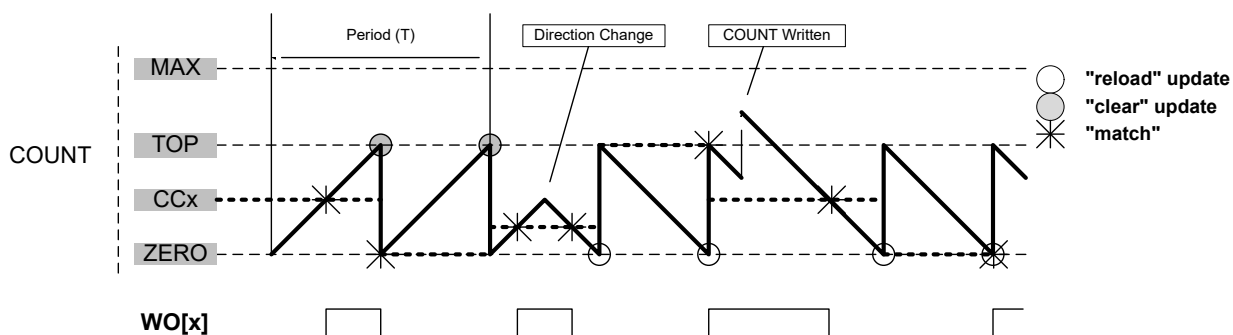 Period (T)
Direction Change
COUNT Written
MAX
"reload" update
"clear" update
"match"
TOP
COUNT
CCx
ZERO
WO[x]